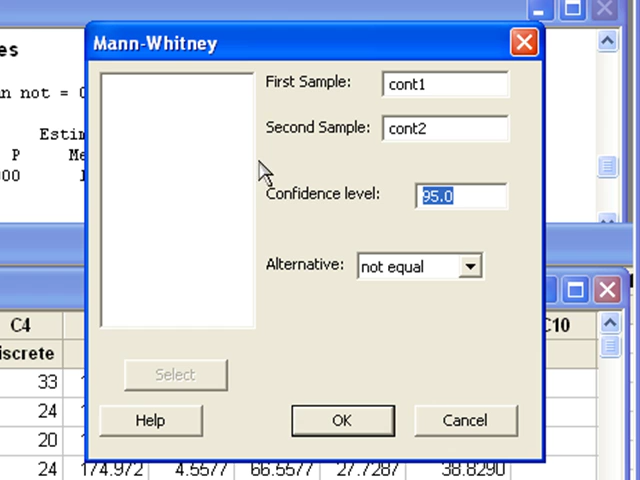 es
Mann-Whitney
n not = 0
First Sample: cont1
Second Sample: cont2
Confidence level: 95.0
Alternative: not equal
P
00
Select
Help OK Cancel
C4 C10
iscrete
33
24
20
24 174.972 4.5577 66.5577 27.7287 38.8290